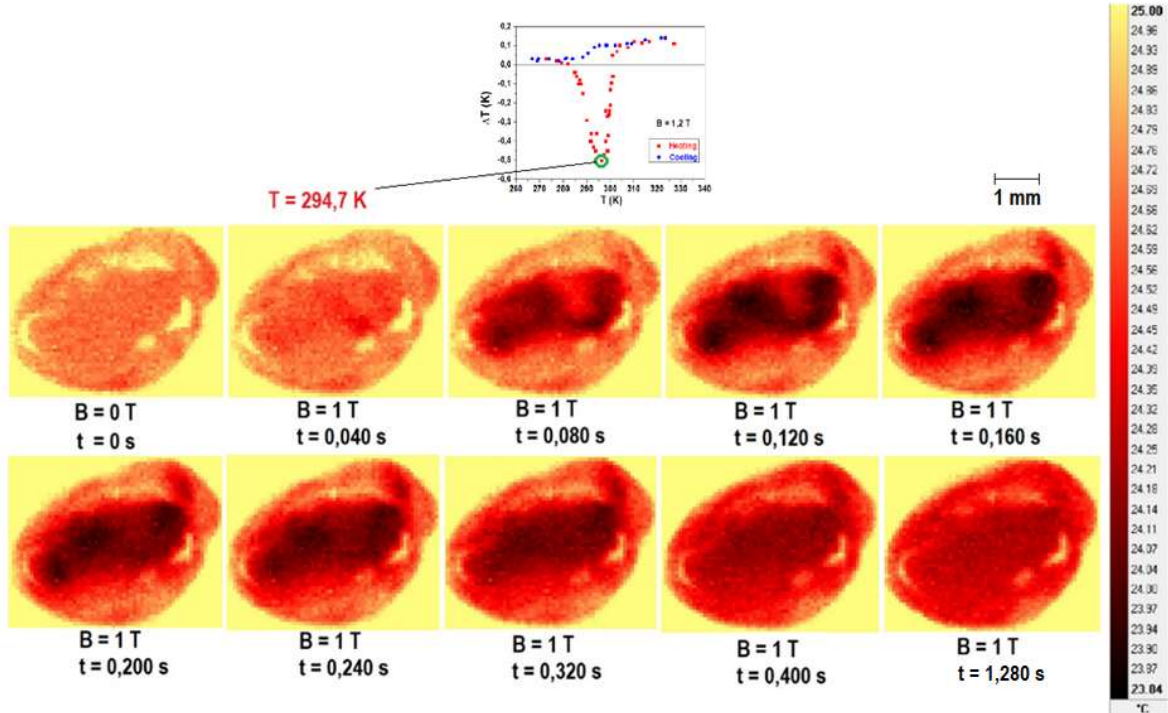 0,2
0,1
0,0
-0,1
-0,2
-0,3
-0,4
-0,5
-0,6
Δ T (K)
B = 1,2 T
Heating
Cooling
260 270 280 290 300 310 320 330 340
T (K)
T = 294,7 K
1 mm
B = 0 T
t = 0 s
B = 1 T
t = 0,040 s
B = 1 T
t = 0,080 s
B = 1 T
t = 0,120 s
B = 1 T
t = 0,160 s
B = 1 T
t = 0,200 s
B = 1 T
t = 0,240 s
B = 1 T
t = 0,320 s
B = 1 T
t = 0,400 s
B = 1 T
t = 1,280 s
25.00
24.96
24.93
24.89
24.83
24.79
24.76
24.72
24.69
24.66
24.62
24.58
24.56
24.52
24.49
24.45
24.42
24.39
24.35
24.32
24.28
24.25
24.21
24.18
24.14
24.11
24.07
24.04
24.00
23.97
23.94
23.90
23.87
23.84
°C